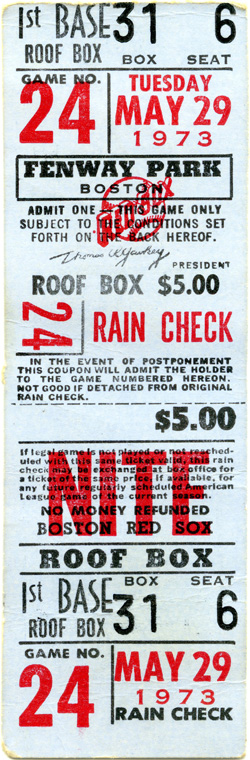 1st BASE 31 6
ROOF BOX BOX SEAT
GAME NO.
24
TUESDAY
MAY 29
1973
FENWAY PARK
BOSTON
ADMIT ONE — THIS GAME ONLY
SUBJECT TO THE CONDITIONS SET
FORTH ON THE BACK HEREOF.
Thomas A. Yawkey
PRESIDENT
ROOF BOX $5.00
24
RAIN CHECK
IN THE EVENT OF POSTPONEMENT
THIS COUPON WILL ADMIT THE HOLDER
TO THE GAME NUMBERED HEREON.
NOT GOOD IF DETACHED FROM ORIGINAL
RAIN CHECK.
$5.00
If legal game is not played or not resched-
uled with this same ticket valid, this rain
check may be exchanged at box office for
a ticket of the same price, if available, for
any future regularly scheduled American
League game of the current season.
NTT
NO MONEY REFUNDED
BOSTON RED SOX
ROOF BOX
1st BASE BOX SEAT
ROOF BOX 31 6
GAME NO.
24
MAY 29
1973
RAIN CHECK